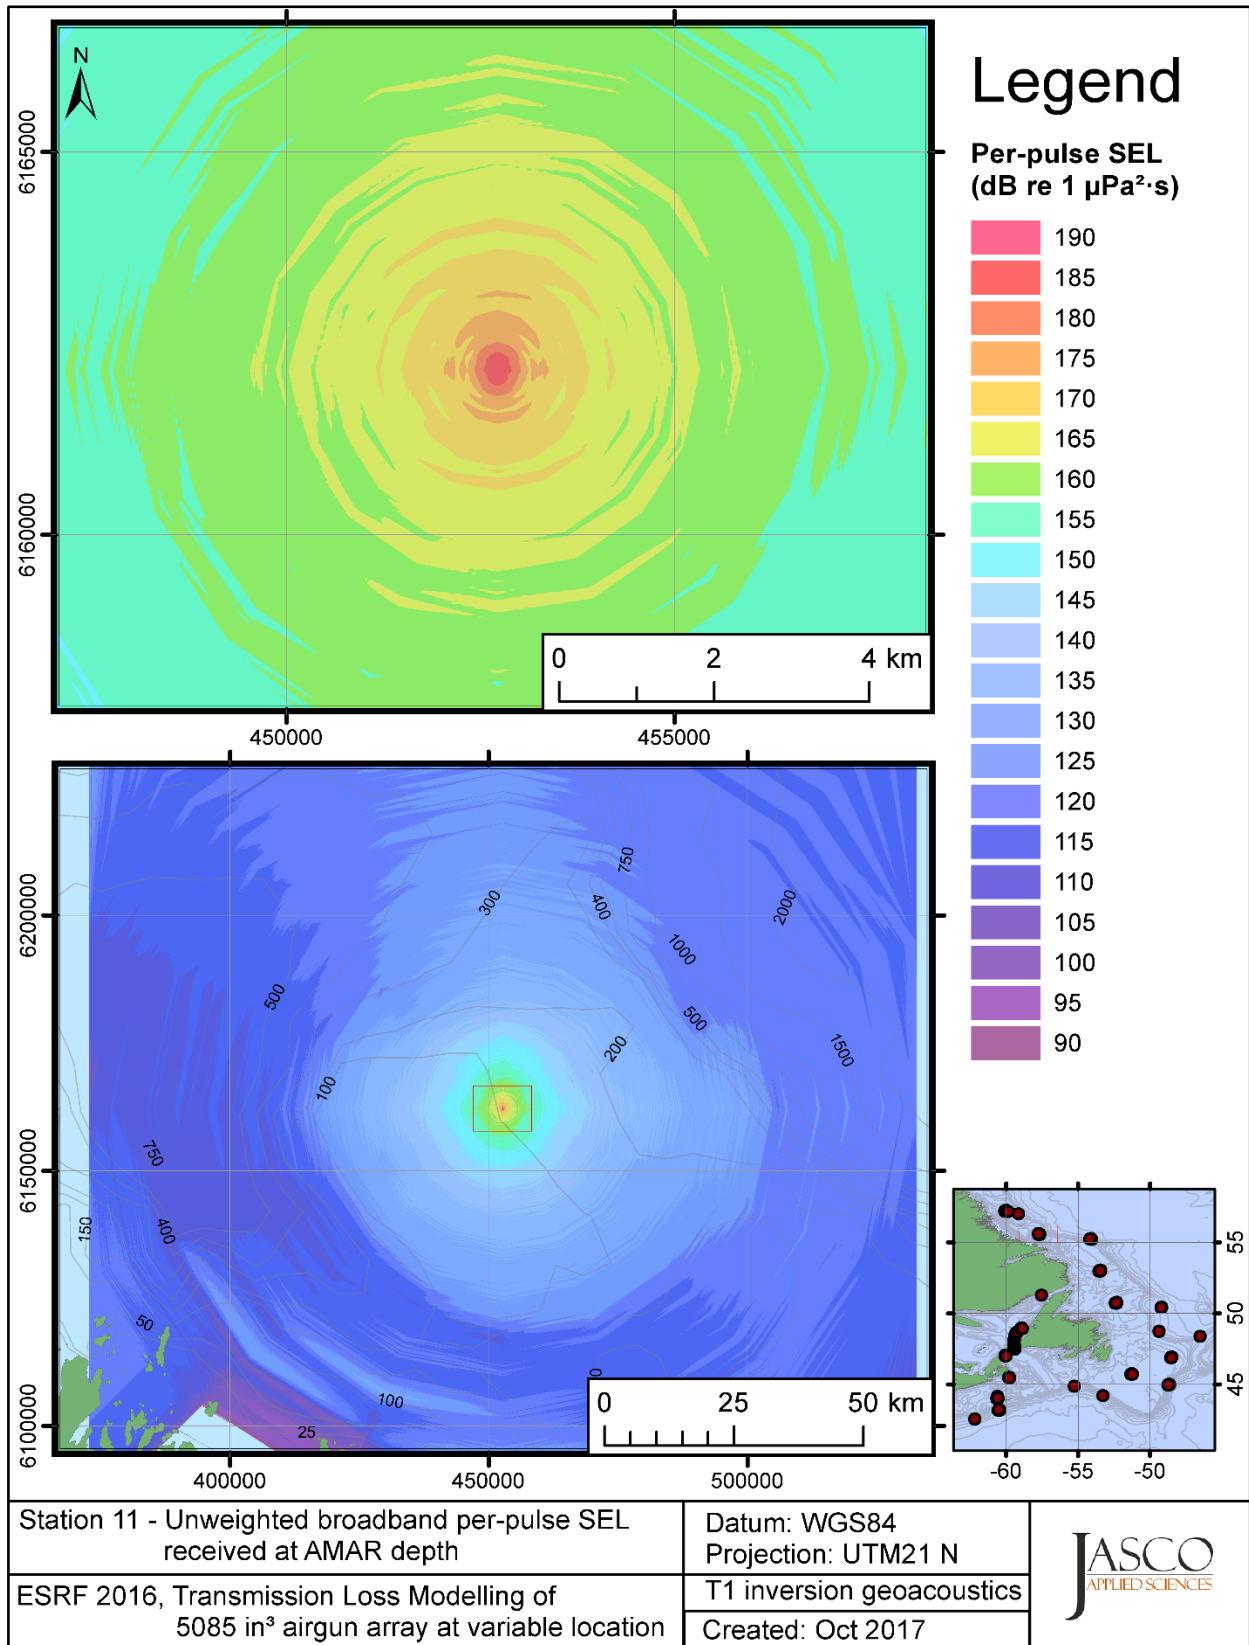 N
6165000
6160000
0 2 4 km
450000 455000
Legend
Per-pulse SEL
(dB re 1 µPa²·s)
190
185
180
175
170
165
160
155
150
145
140
135
130
125
120
115
110
105
100
95
90
6200000
6150000
6100000
300
750
400
2000
1000
500
500
200
1500
100
750
400
150
50
100
25
0
0 25 50 km
400000 450000 500000
55
50
45
-60 -55 -50
Station 11 - Unweighted broadband per-pulse SEL
received at AMAR depth
ESRF 2016, Transmission Loss Modelling of
5085 in³ airgun array at variable location
Datum: WGS84
Projection: UTM21 N
T1 inversion geoacoustics
Created: Oct 2017
JASCO
APPLIED SCIENCES